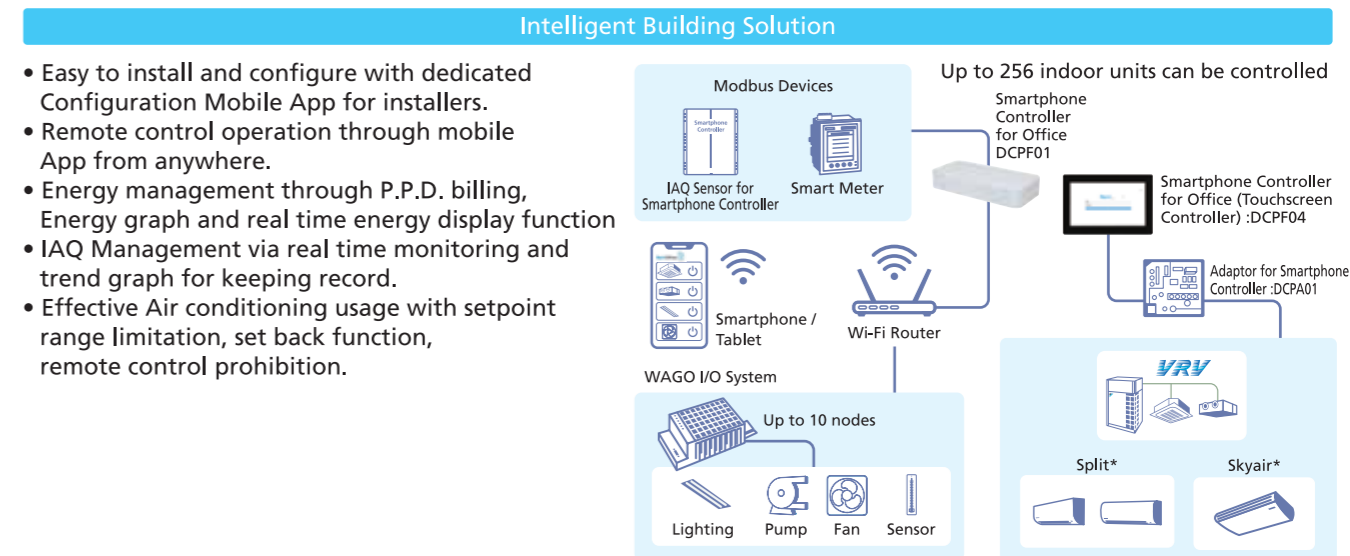 Intelligent Building Solution
• Easy to install and configure with dedicated
Configuration Mobile App for installers.
• Remote control operation through mobile
App from anywhere.
• Energy management through P.P.D. billing,
Energy graph and real time energy display function
• IAQ Management via real time monitoring and
trend graph for keeping record.
• Effective Air conditioning usage with setpoint
range limitation, set back function,
remote control prohibition.
Modbus Devices
Smartphone
Controller
IAQ Sensor for
Smartphone Controller
Smart Meter
Up to 256 indoor units can be controlled
Smartphone
Controller
for Office
DCPF01
Smartphone Controller
for Office (Touchscreen
Controller) :DCPF04
Adaptor for Smartphone
Controller :DCPA01
Smartphone /
Tablet
Wi-Fi Router
WAGO I/O System
Up to 10 nodes
Lighting
Pump
Fan
Sensor
VRV
Split*
Skyair*